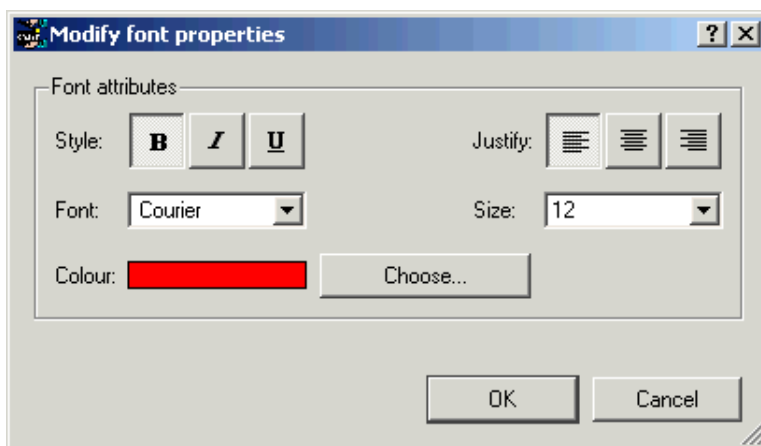 Modify font properties
Font attributes
Style: B I U Justify:
Font: Courier Size: 12
Colour: Choose...
OK Cancel